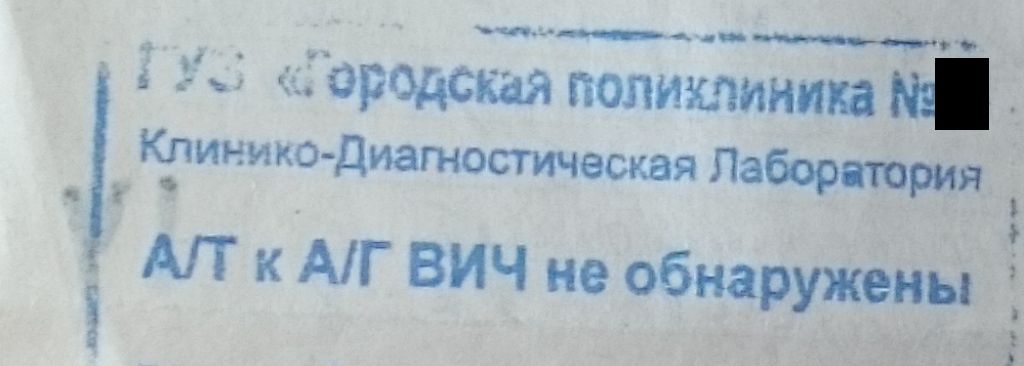 ГУЗ «Городская поликлиника №
Клинико-Диагностическая Лаборатория
А/Т к А/Г ВИЧ не обнаружены